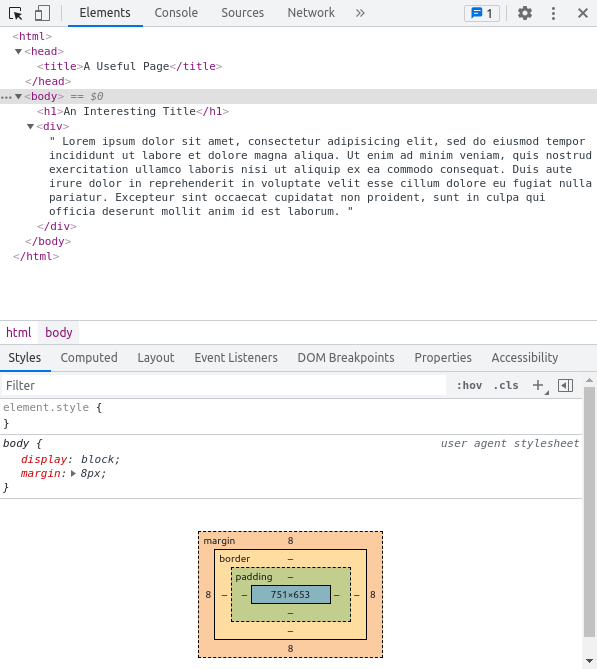 Elements Console Sources Network » 1
<html>
<head>
<title>A Useful Page</title>
</head>
<body> == $0
<h1>An Interesting Title</h1>
<div>
" Lorem ipsum dolor sit amet, consectetur adipisicing elit, sed do eiusmod tempor
incididunt ut labore et dolore magna aliqua. Ut enim ad minim veniam, quis nostrud
exercitation ullamco laboris nisi ut aliquip ex ea commodo consequat. Duis aute
irure dolor in reprehenderit in voluptate velit esse cillum dolore eu fugiat nulla
pariatur. Excepteur sint occaecat cupidatat non proident, sunt in culpa qui
officia deserunt mollit anim id est laborum. "
</div>
</body>
</html>
html body
Styles Computed Layout Event Listeners DOM Breakpoints Properties Accessibility
Filter :hov .cls +
element.style {
}
body { user agent stylesheet
display: block;
margin: 8px;
}
margin 8
border –
padding –
8 – – 751×653 – – 8
–
–
8